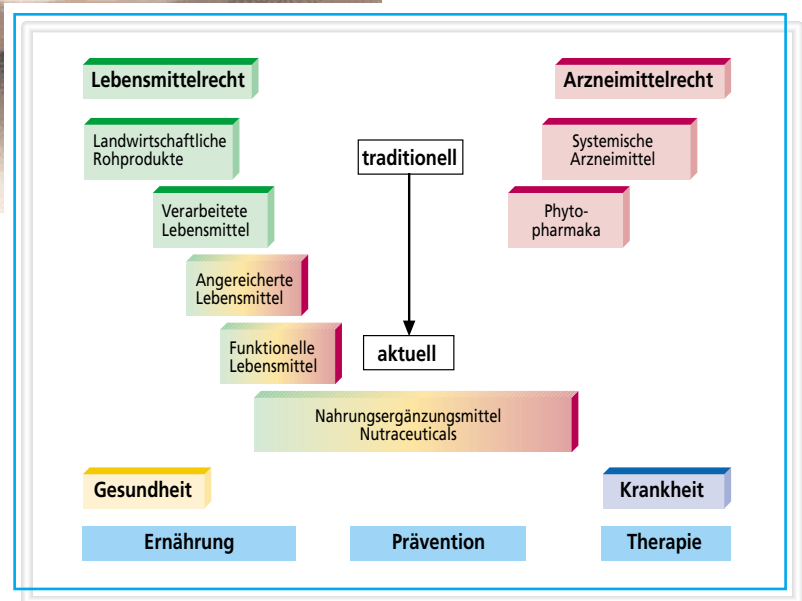 Lebensmittelrecht
Arzneimittelrecht
Landwirtschaftliche
Rohprodukte
traditionell
Systemische
Arzneimittel
Verarbeitete
Lebensmittel
Phyto-
pharmaka
Angereicherte
Lebensmittel
Funktionelle
Lebensmittel
aktuell
Nahrungsergänzungsmittel
Nutraceuticals
Gesundheit
Krankheit
Ernährung
Prävention
Therapie